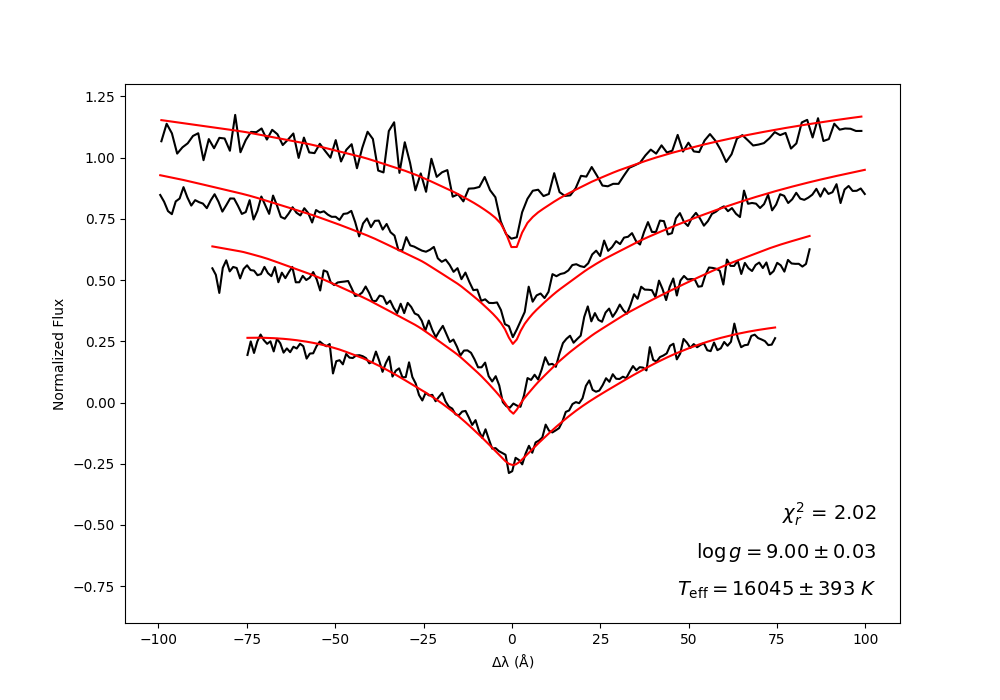 1.25
1.00
0.75
0.50
0.25
0.00
−0.25
−0.50
−0.75
Normalized Flux
χ²ᵣ = 2.02
log g = 9.00 ± 0.03
T_eff = 16045 ± 393 K
−100 −75 −50 −25 0 25 50 75 100
Δλ (Å)